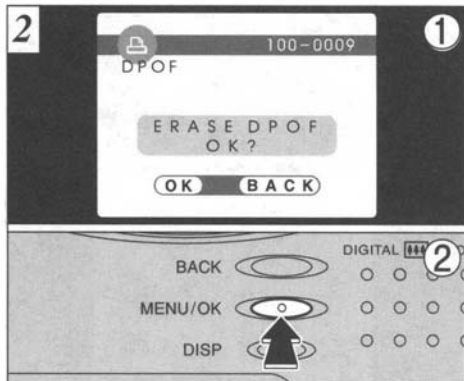 2
1
100-0009
DPOF
ERASE DPOF
OK?
OK BACK
DIGITAL
2
BACK
MENU/OK
DISP